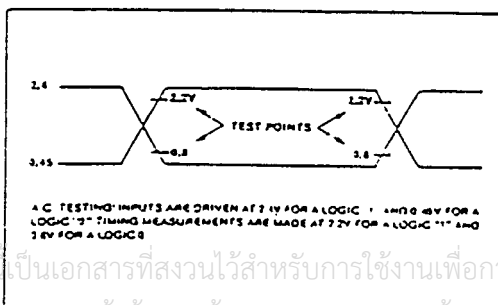 2,4
2,2V
2,2V
TEST POINTS
0,8
0,8
0,45
A.C. TESTING: INPUTS ARE DRIVEN AT 2.4V FOR A LOGIC "1" AND 0.45V FOR A
LOGIC "0" TIMING MEASUREMENTS ARE MADE AT 2.2V FOR A LOGIC "1" AND
0.8V FOR A LOGIC 0
เป็นเอกสารที่สงวนไว้สำหรับการใช้งานเพื่อกา